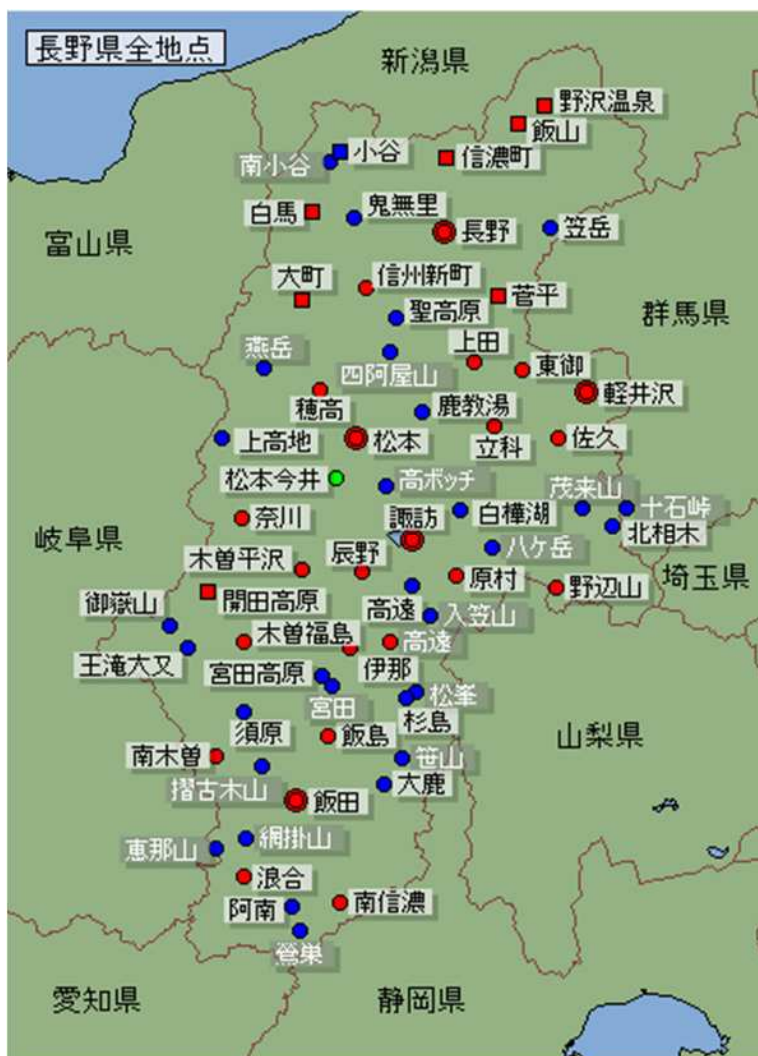 長野県全地点
新潟県
野沢温泉
飯山
小谷
南小谷
信濃町
白馬
鬼無里
長野
笠岳
富山県
大町
信州新町
菅平
聖高原
群馬県
燕岳
四阿屋山
上田
東御
穂高
鹿教湯
軽井沢
上高地
松本
立科
佐久
松本今井
高ボッチ
茂来山
奈川
諏訪
白樺湖
十石峠
北相木
岐阜県
木曽平沢
辰野
八ケ岳
原村
野辺山
埼玉県
御嶽山
開田高原
高遠
入笠山
木曽福島
高遠
王滝大又
宮田高原
伊那
宮田
松峯
杉島
須原
飯島
山梨県
南木曽
笹山
摺古木山
飯田
大鹿
恵那山
網掛山
浪合
阿南
南信濃
鶯巣
愛知県
静岡県